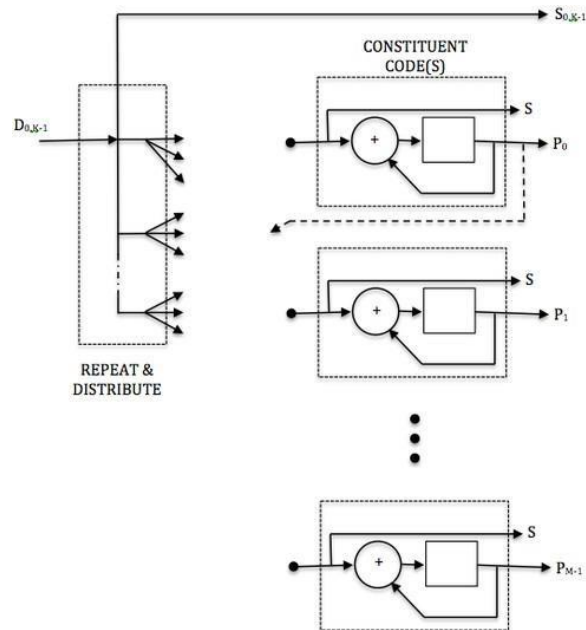 S0,K-1
CONSTITUENT
CODE(S)
D0,K-1
S
+
P0
S
+
P1
REPEAT &
DISTRIBUTE
S
+
PM-1